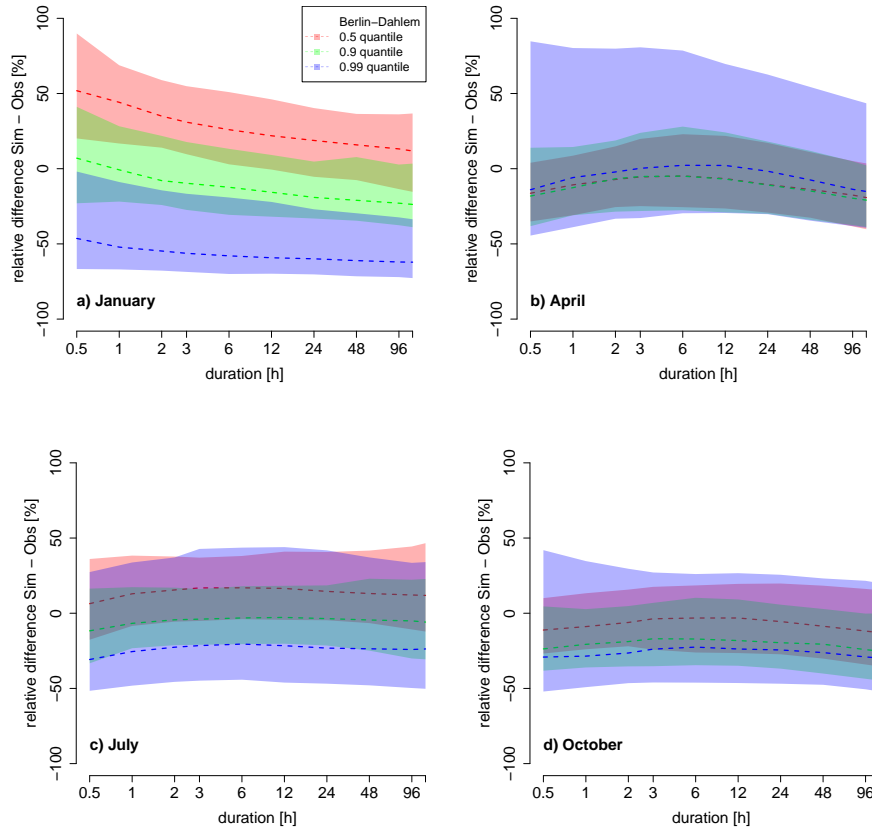 Berlin−Dahlem
0.5 quantile
0.9 quantile
0.99 quantile
relative difference Sim − Obs [%]
100
50
0
−50
−100
a) January
0.5 1 2 3 6 12 24 48 96
duration [h]
relative difference Sim − Obs [%]
100
50
0
−50
−100
b) April
0.5 1 2 3 6 12 24 48 96
duration [h]
relative difference Sim − Obs [%]
100
50
0
−50
−100
c) July
0.5 1 2 3 6 12 24 48 96
duration [h]
relative difference Sim − Obs [%]
100
50
0
−50
−100
d) October
0.5 1 2 3 6 12 24 48 96
duration [h]